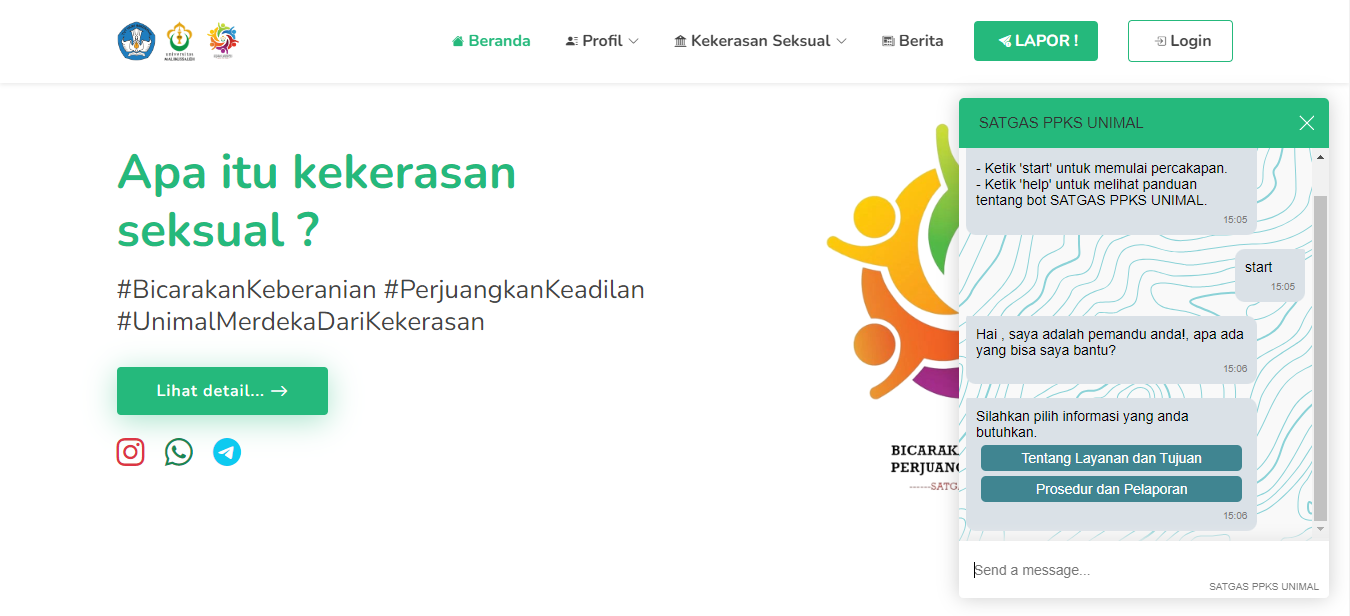 Beranda
Profil
Kekerasan Seksual
Berita
LAPOR !
Login
Apa itu kekerasan
seksual ?
#BicarakanKeberanian #PerjuangkanKeadilan
#UnimalMerdekaDariKekerasan
Lihat detail...
BICARAK
PERJUANG
------SATG
SATGAS PPKS UNIMAL
- Ketik 'start' untuk memulai percakapan.
- Ketik 'help' untuk melihat panduan
tentang bot SATGAS PPKS UNIMAL.
15:05
start
15:05
Hai , saya adalah pemandu anda!, apa ada
yang bisa saya bantu?
15:06
Silahkan pilih informasi yang anda
butuhkan.
Tentang Layanan dan Tujuan
Prosedur dan Pelaporan
15:06
Send a message...
SATGAS PPKS UNIMAL